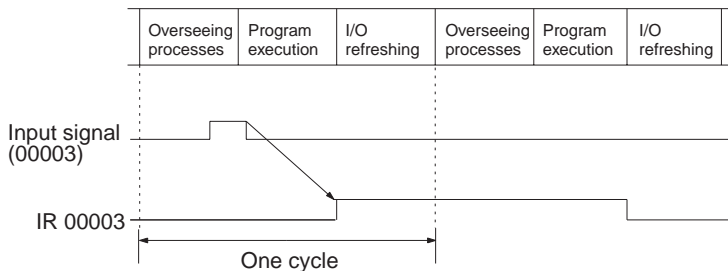 Overseeing processes
Program execution
I/O refreshing
Overseeing processes
Program execution
I/O refreshing
Input signal
(00003)
IR 00003
One cycle